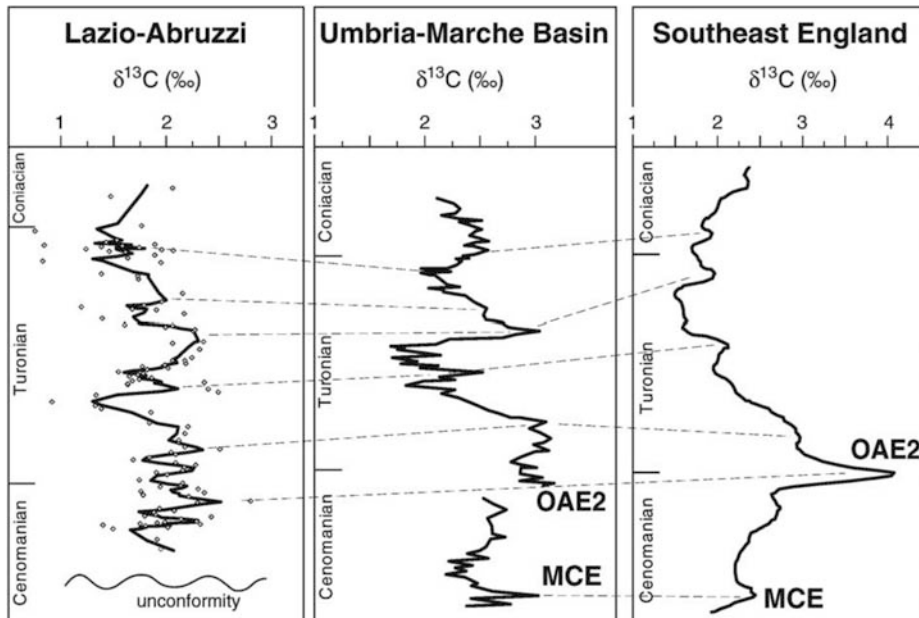 Lazio-Abruzzi
δ13C (‰)
1 2 3
Coniacian
Turonian
Cenomanian
unconformity
Umbria-Marche Basin
δ13C (‰)
1 2 3
Coniacian
Turonian
OAE2
Cenomanian
MCE
Southeast England
δ13C (‰)
1 2 3 4
Coniacian
Turonian
OAE2
Cenomanian
MCE